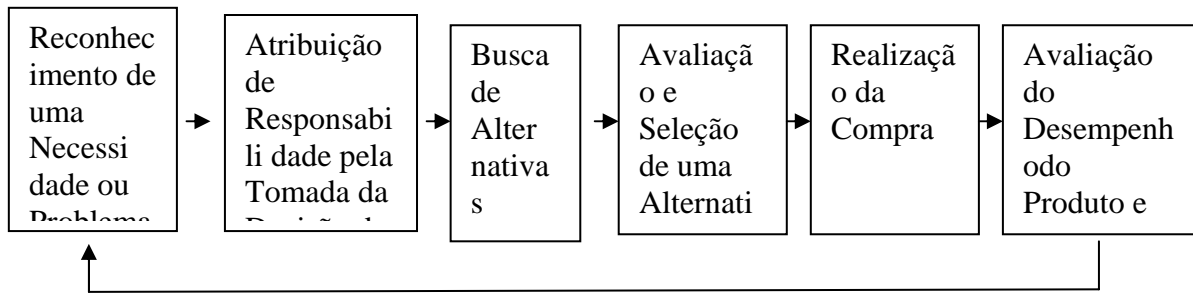 Reconhec
imento de
uma
Necessi
dade ou
Problema
Atribuição
de
Responsabi
li dade pela
Tomada da
Busca
de
Alter
nativa
s
Avaliaçã
o e
Seleção
de uma
Alternati
Realizaçã
o da
Compra
Avaliação
do
Desempenh
odo
Produto e